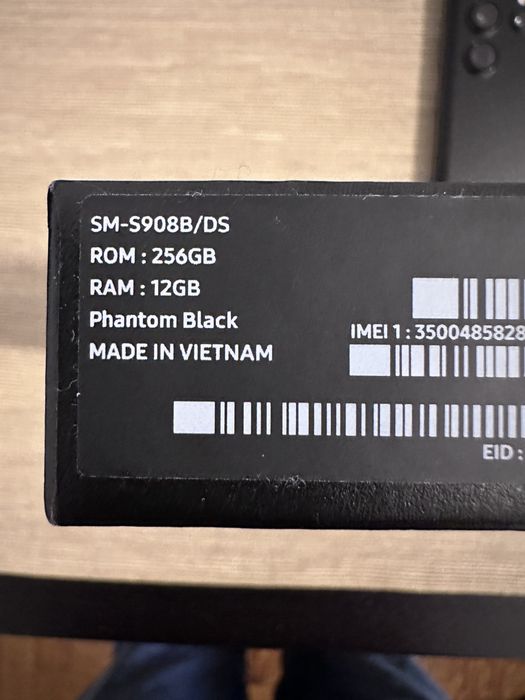 SM-S908B/DS
ROM : 256GB
RAM : 12GB
Phantom Black
MADE IN VIETNAM
IMEI 1 : 3500485828
EID :